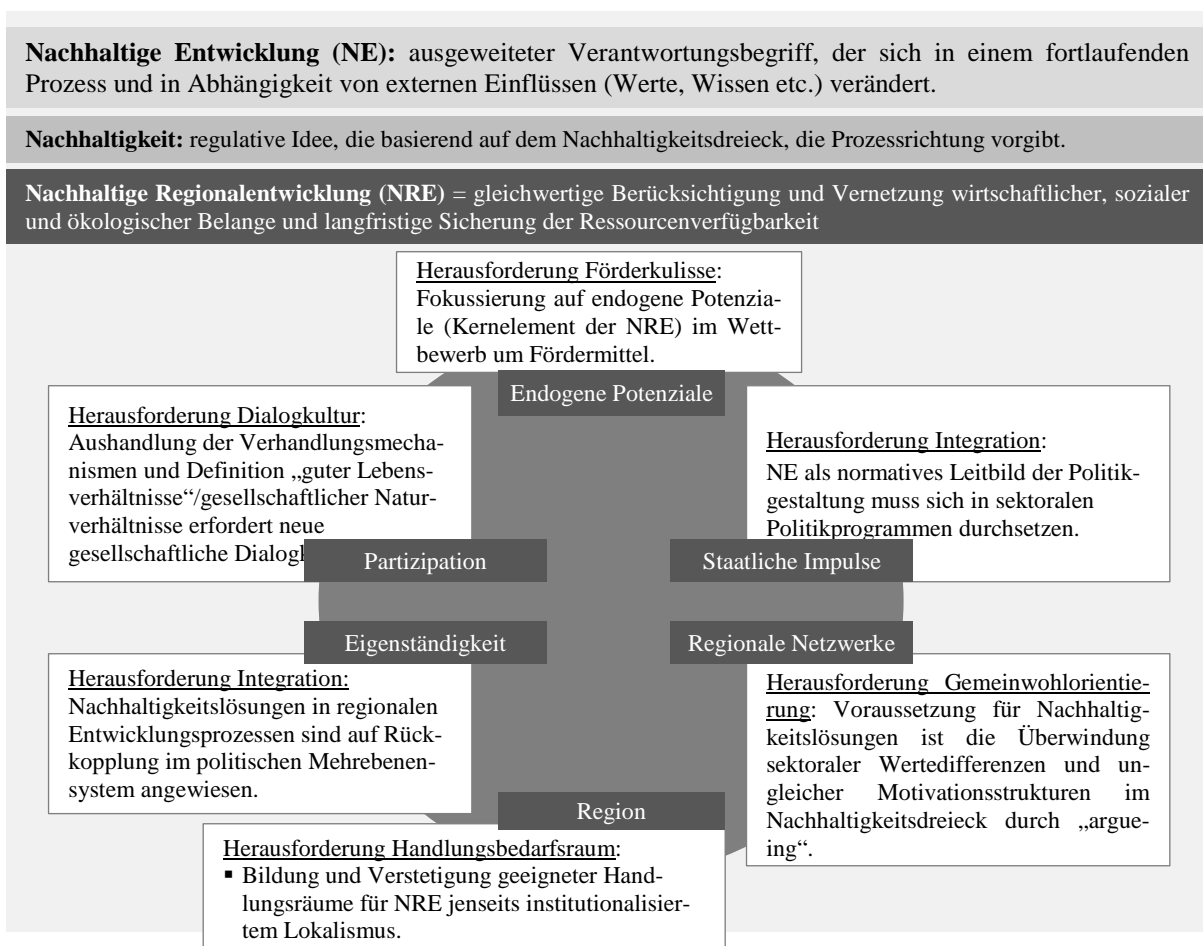 Nachhaltige Entwicklung (NE): ausgeweiteter Verantwortungsbegriff, der sich in einem fortlaufenden
Prozess und in Abhängigkeit von externen Einflüssen (Werte, Wissen etc.) verändert.
Nachhaltigkeit: regulative Idee, die basierend auf dem Nachhaltigkeitsdreieck, die Prozessrichtung vorgibt.
Nachhaltige Regionalentwicklung (NRE) = gleichwertige Berücksichtigung und Vernetzung wirtschaftlicher, sozialer
und ökologischer Belange und langfristige Sicherung der Ressourcenverfügbarkeit
Herausforderung Förderkulisse:
Fokussierung auf endogene Potenzia-
le (Kernelement der NRE) im Wett-
bewerb um Fördermittel.
Endogene Potenziale
Herausforderung Dialogkultur:
Aushandlung der Verhandlungsmecha-
nismen und Definition „guter Lebens-
verhältnisse“/gesellschaftlicher Natur-
verhältnisse erfordert neue
gesellschaftliche
Partizipation
Herausforderung Integration:
NE als normatives Leitbild der Politik-
gestaltung muss sich in sektoralen
Politikprogrammen durchsetzen.
Staatliche Impulse
Eigenständigkeit
Herausforderung Integration:
Nachhaltigkeitslösungen in regionalen
Entwicklungsprozessen sind auf Rück-
kopplung im politischen Mehrebenen-
system angewiesen.
Regionale Netzwerke
Herausforderung Gemeinwohlorientie-
rung: Voraussetzung für Nachhaltig-
keitslösungen ist die Überwindung
sektoraler Wertedifferenzen und un-
gleicher Motivationsstrukturen im
Nachhaltigkeitsdreieck durch „argue-
ing“.
Region
Herausforderung Handlungsbedarfsraum:
▪ Bildung und Verstetigung geeigneter Hand-
lungsräume für NRE jenseits institutionalisier-
tem Lokalismus.